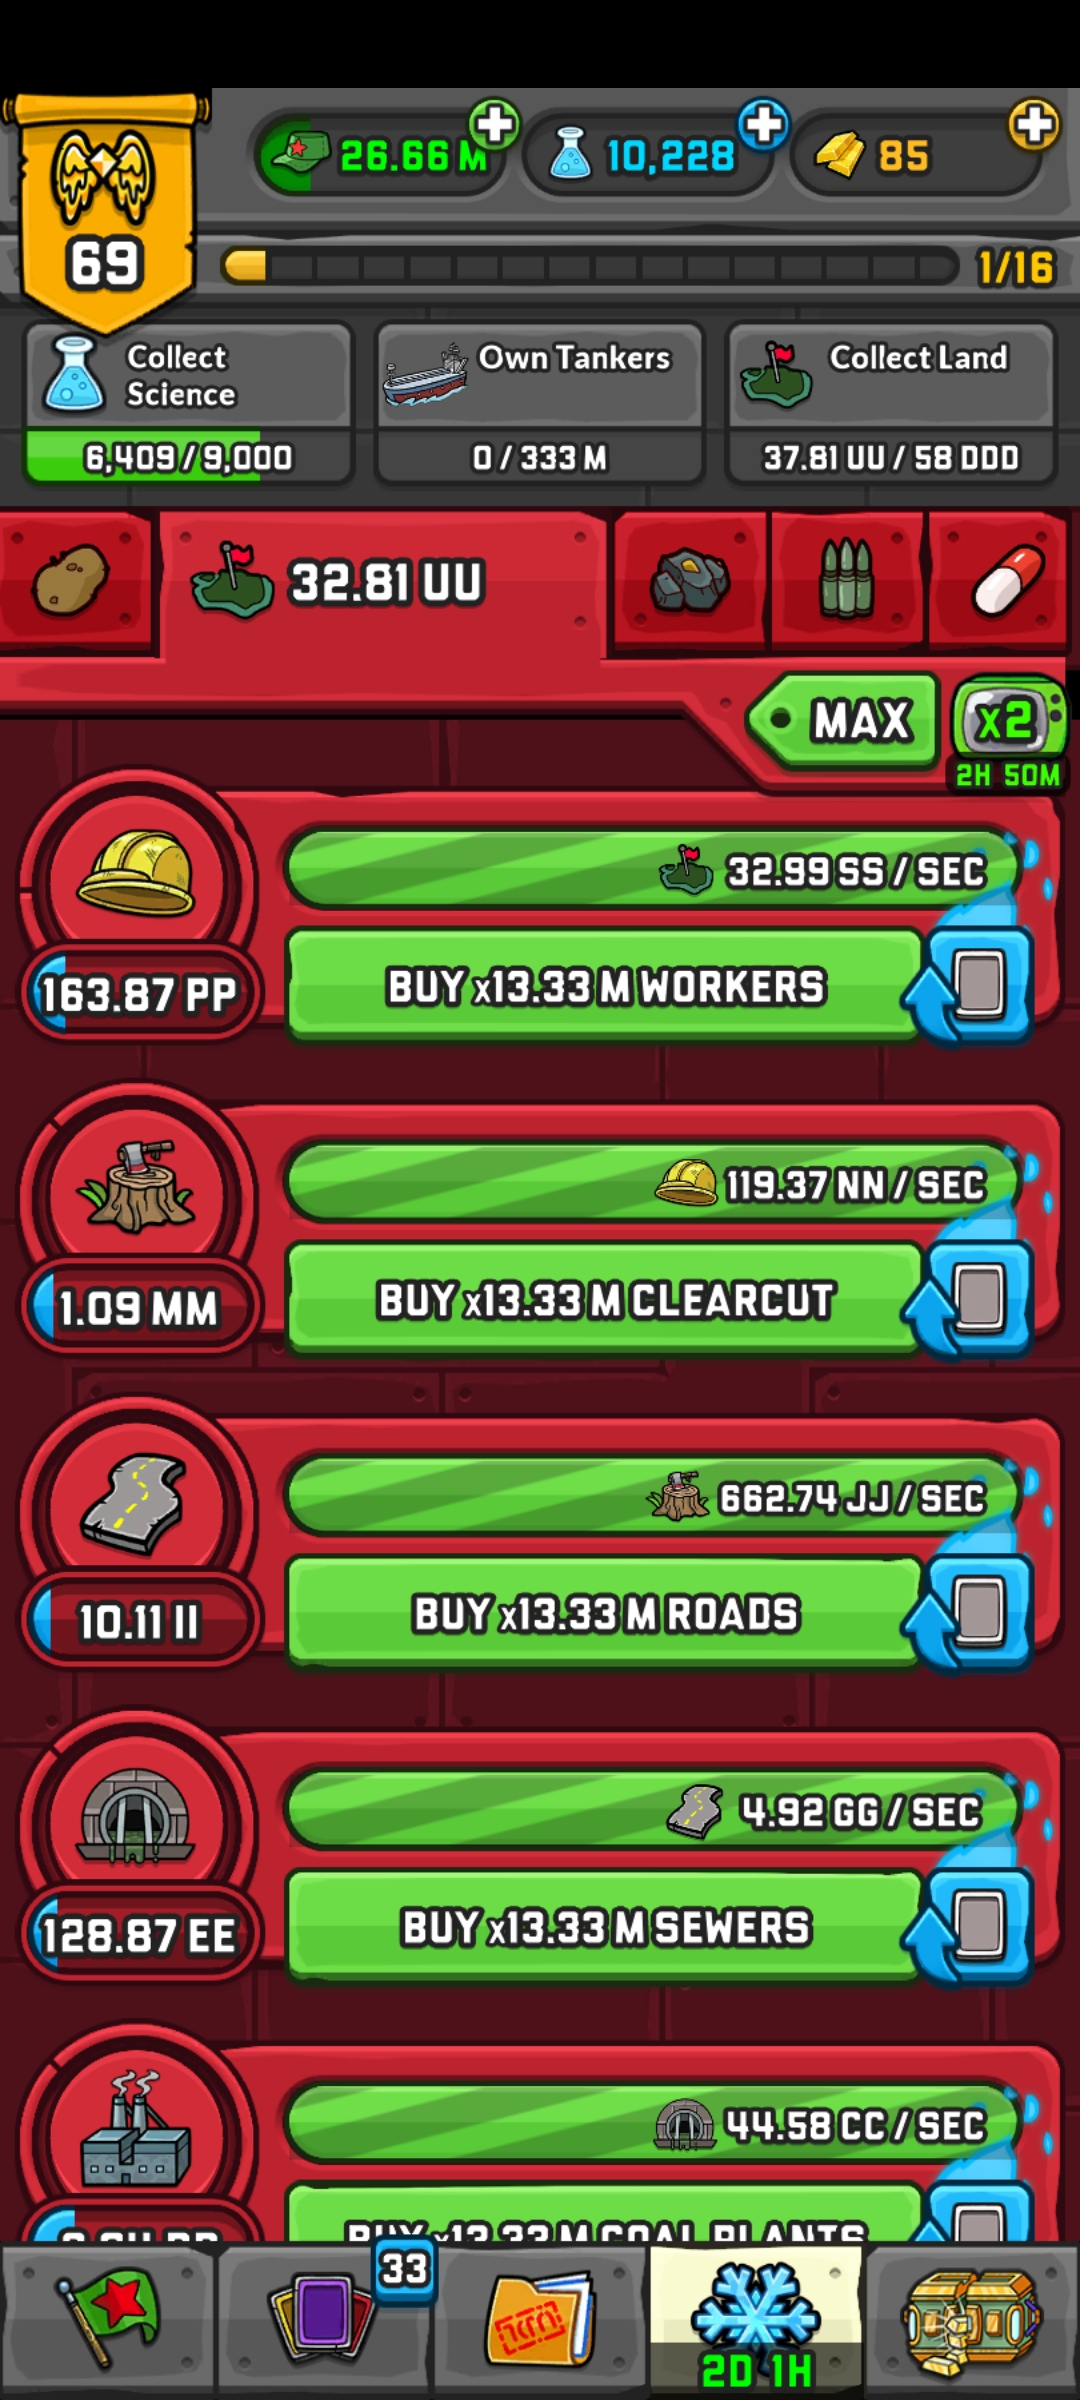 26.66 M
10,228
85
69
1/16
Collect
Science
6,409 / 9,000
Own Tankers
0 / 333 M
Collect Land
37.81 UU / 58 DDD
32.81 UU
MAX
x2
2H 50M
32.99 SS / SEC
163.87 PP
BUY x13.33 M WORKERS
119.37 NN / SEC
1.09 MM
BUY x13.33 M CLEARCUT
662.74 JJ / SEC
10.11 II
BUY x13.33 M ROADS
4.92 GG / SEC
128.87 EE
BUY x13.33 M SEWERS
44.58 CC / SEC
BUY x13.33 M COAL PLANTS
33
2D 1H